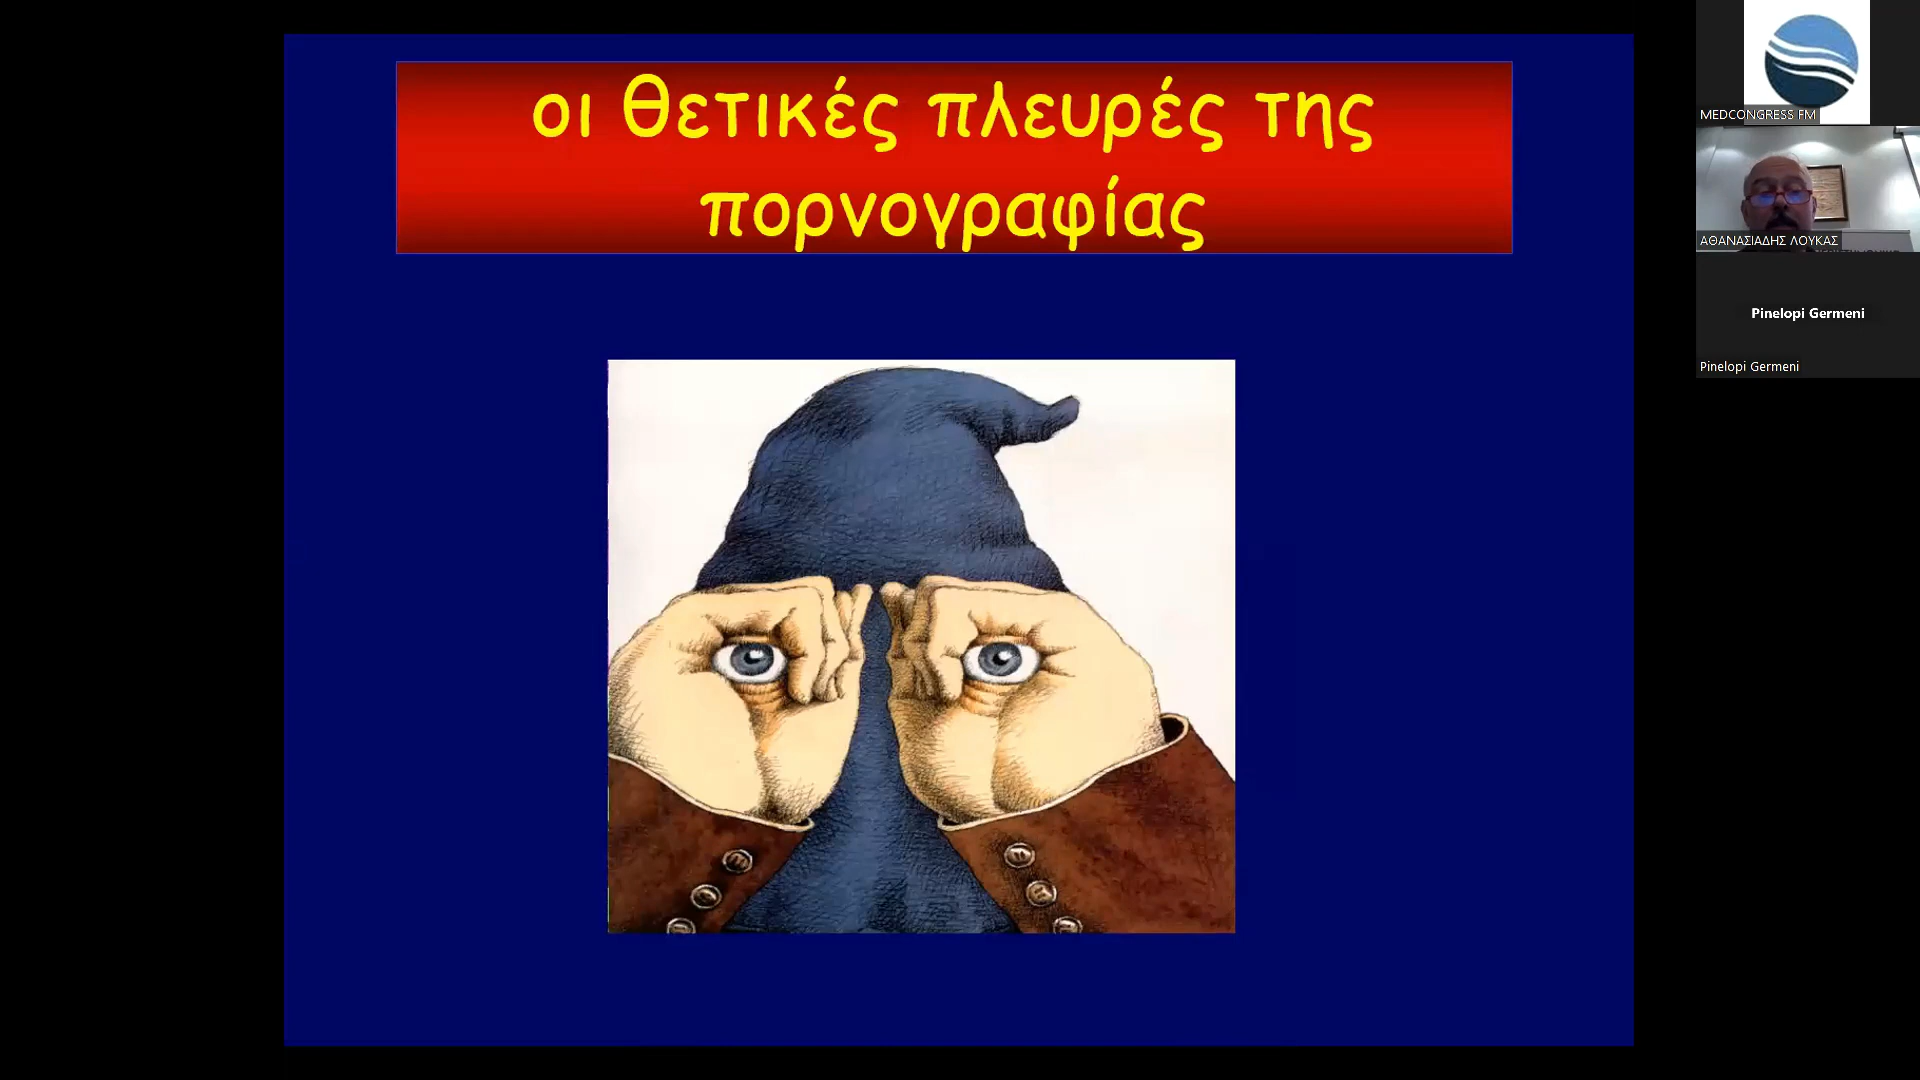 οι θετικές πλευρές της
πορνογραφίας
MEDCONGRESS FM
ΑΘΑΝΑΣΙΑΔΗΣ ΛΟΥΚΑΣ
Pinelopi Germeni
Pinelopi Germeni